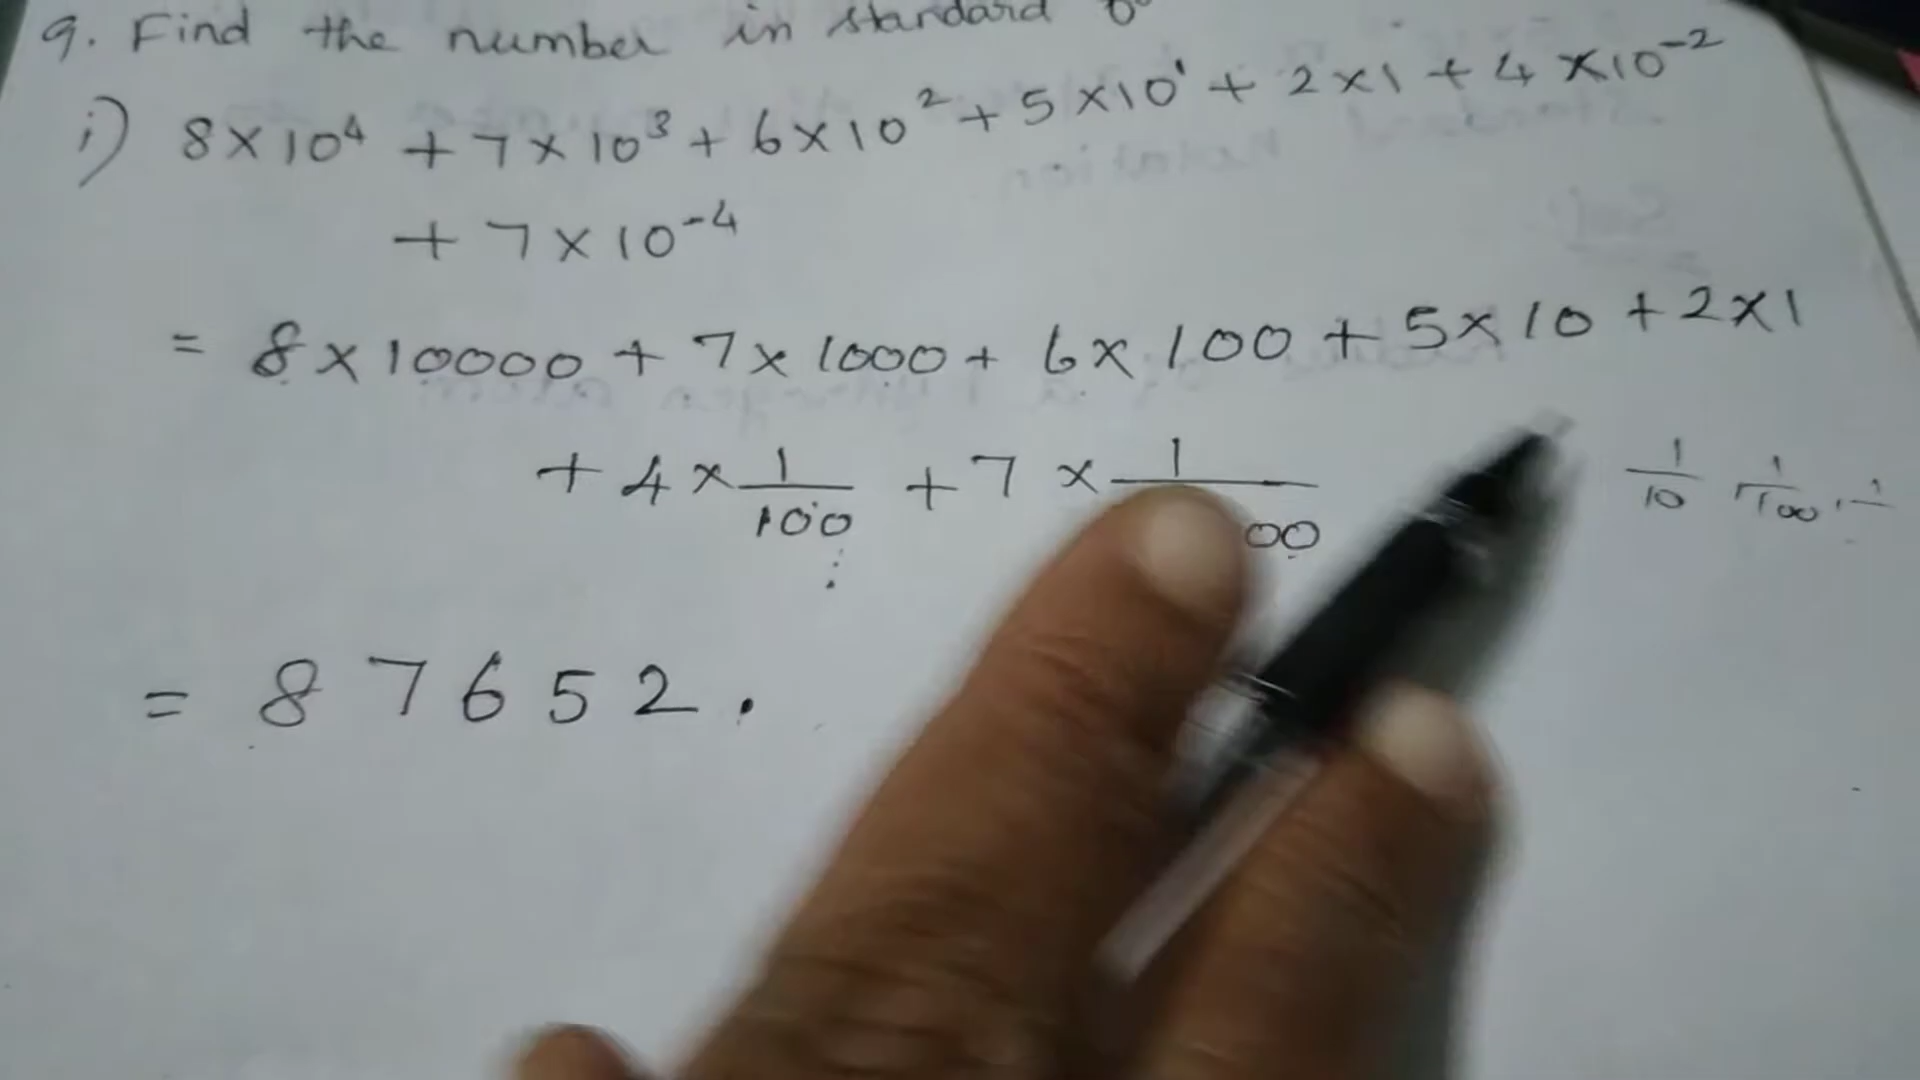 9. Find the number in standard
i) 8×10⁴ + 7×10³ + 6×10² + 5×10¹ + 2×1 + 4×10⁻²
+ 7×10⁻⁴
= 8×10000 + 7×1000 + 6×100 + 5×10 + 2×1
+ 4×1/100 + 7×1/ 00 1/10 1/100, 1/
= 87652.